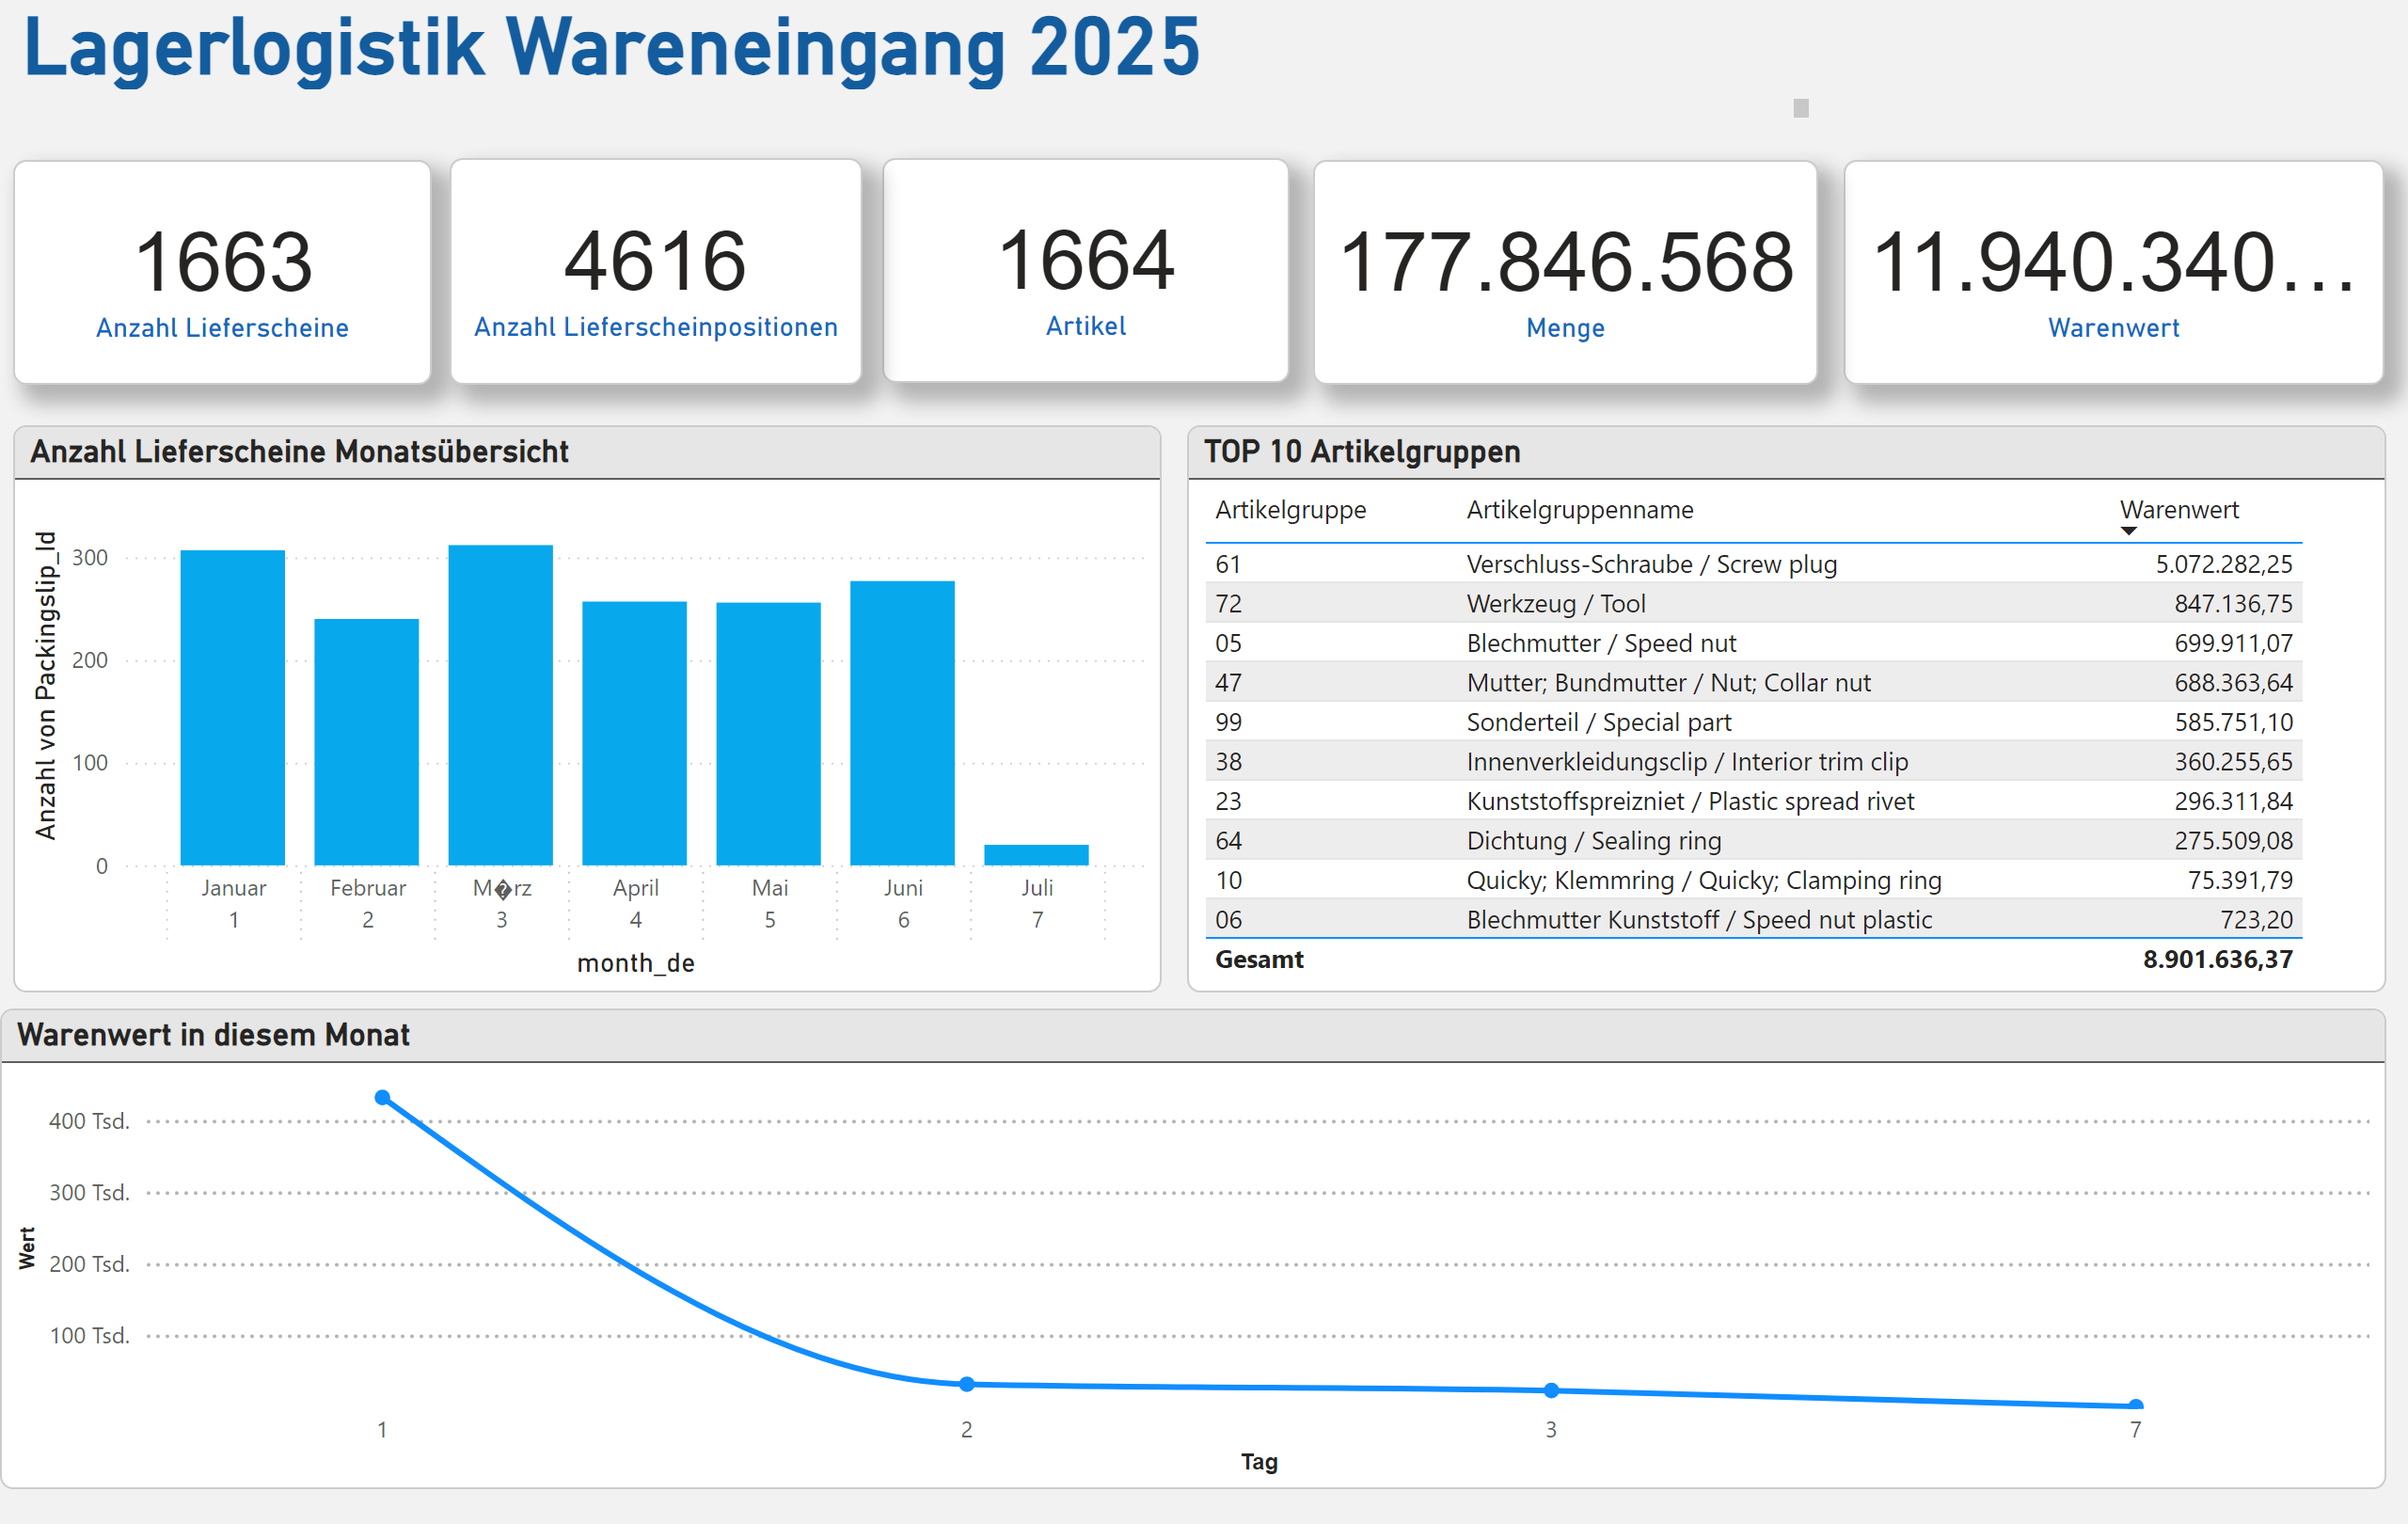 Lagerlogistik Wareneingang 2025
1663
Anzahl Lieferscheine
4616
Anzahl Lieferscheinpositionen
1664
Artikel
177.846.568
Menge
11.940.340...
Warenwert
Anzahl Lieferscheine Monatsübersicht
Anzahl von Packingslip_Id
300
200
100
0
Januar Februar M�rz April Mai Juni Juli
1 2 3 4 5 6 7
month_de
TOP 10 Artikelgruppen
Artikelgruppe Artikelgruppenname Warenwert
61 Verschluss-Schraube / Screw plug 5.072.282,25
72 Werkzeug / Tool 847.136,75
05 Blechmutter / Speed nut 699.911,07
47 Mutter; Bundmutter / Nut; Collar nut 688.363,64
99 Sonderteil / Special part 585.751,10
38 Innenverkleidungsclip / Interior trim clip 360.255,65
23 Kunststoffspreizniet / Plastic spread rivet 296.311,84
64 Dichtung / Sealing ring 275.509,08
10 Quicky; Klemmring / Quicky; Clamping ring 75.391,79
06 Blechmutter Kunststoff / Speed nut plastic 723,20
Gesamt 8.901.636,37
Warenwert in diesem Monat
Wert
400 Tsd.
300 Tsd.
200 Tsd.
100 Tsd.
1 2 3 7
Tag